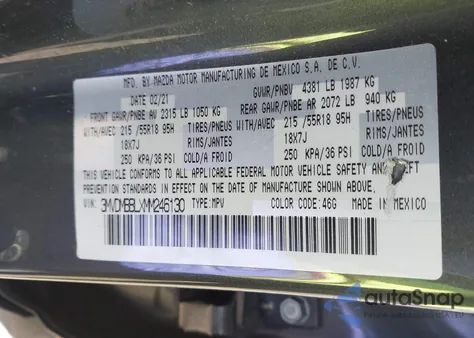 MFD. BY MAZDA MOTOR MANUFACTURING DE MEXICO S.A. DE C.V.
DATE 02/21 GVWR/PNBV 4381 LB 1987 KG
FRONT GAWR/PNBE AV 2315 LB 1050 KG REAR GAWR/PNBE AR 2072 LB 940 KG
WITH/AVEC 215 /55R18 95H TIRES/PNEUS WITH/AVEC 215 /55R18 95H TIRES/PNEUS
18X7J RIMS/JANTES 18X7J RIMS/JANTES
250 KPA/36 PSI COLD/A FROID 250 KPA/36 PSI COLD/A FROID
THIS VEHICLE CONFORMS TO ALL APPLICABLE FEDERAL MOTOR VEHICLE SAFETY AND THEFT
PREVENTION STANDARDS IN EFFECT ON THE DATE OF MANUFACTURE SHOWN ABOVE.
3MVDMBBLXMM246130 TYPE:MPV COLOR CODE:46G MADE IN MEXICO
autoSnap